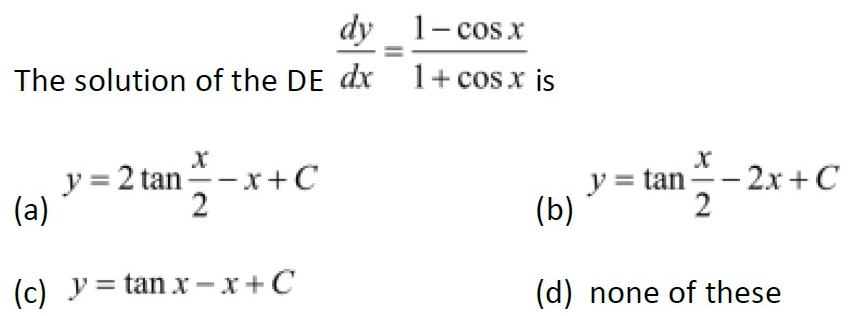 The solution of the DE dy/dx = (1 − cos x)/(1 + cos x) is
(a) y = 2 tan x/2 − x + C
(b) y = tan x/2 − 2x + C
(c) y = tan x − x + C
(d) none of these